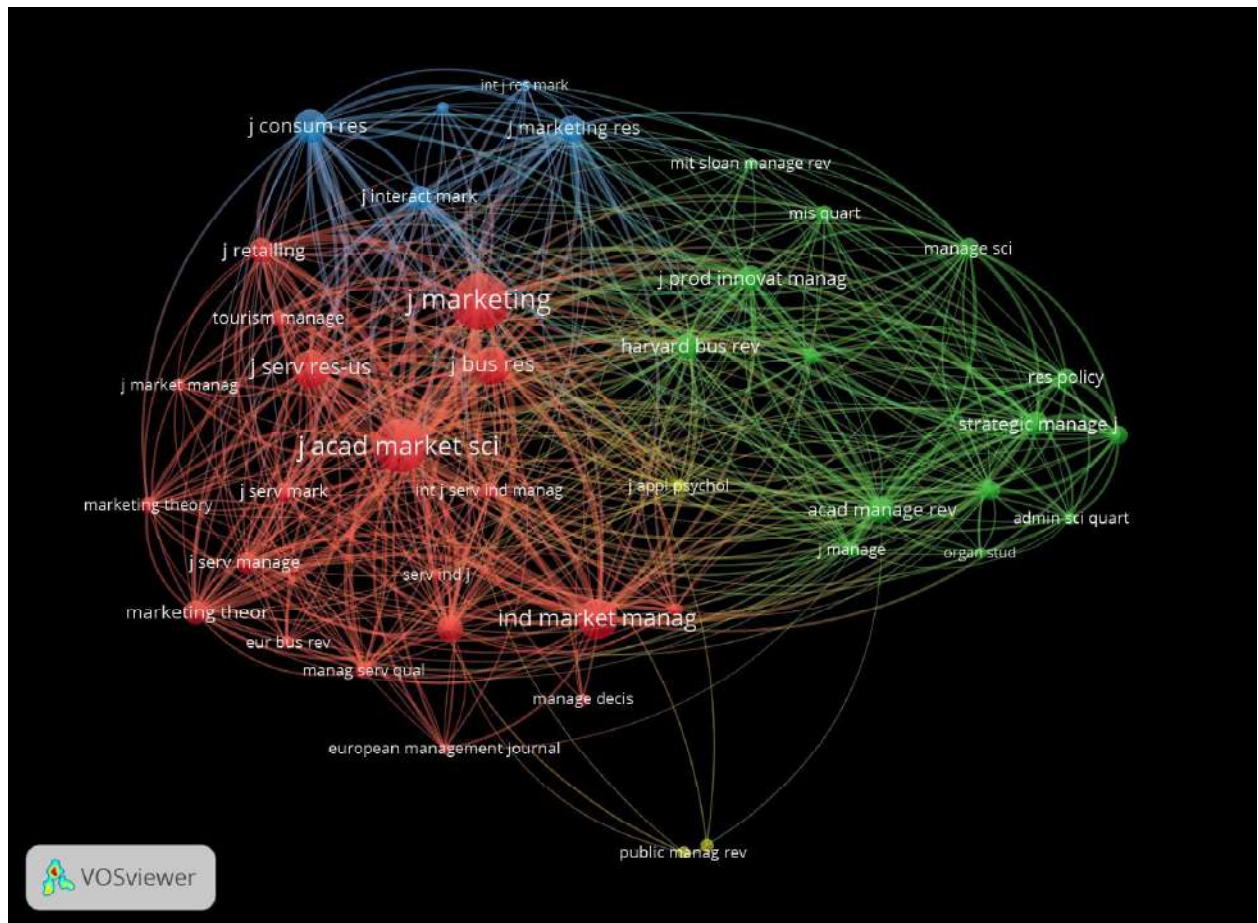 int j res mark
j consum res
j marketing res
mit sloan manage rev
j interact mark
mis quart
j retailing
manage sci
j prod innovat manag
j marketing
tourism manage
harvard bus rev
j serv res-us
j bus res
j market manag
res policy
strategic manage j
j acad market sci
j appl psychol
j serv mark
int j serv ind manag
marketing theory
acad manage rev
admin sci quart
j manage
organ stud
j serv manage
serv ind j
marketing theor
ind market manag
eur bus rev
manag serv qual
manage decis
european management journal
public manag rev
VOSviewer